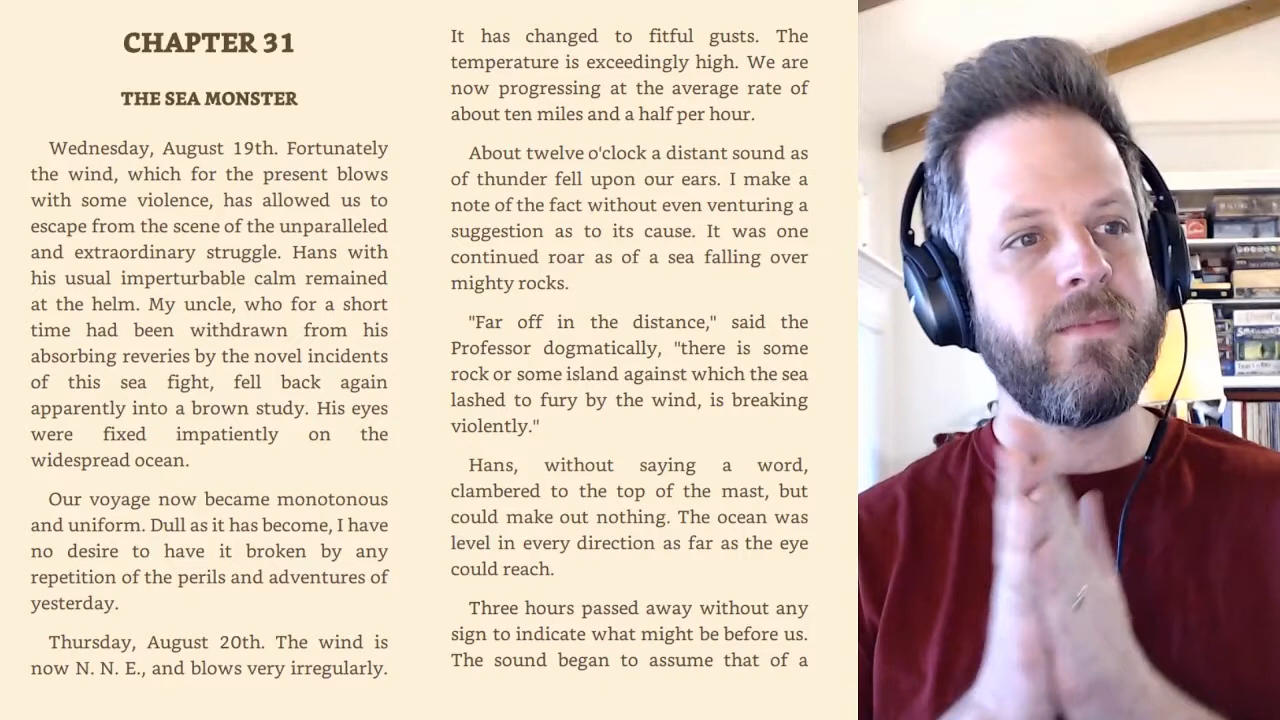 CHAPTER 31
THE SEA MONSTER
Wednesday, August 19th. Fortunately
the wind, which for the present blows
with some violence, has allowed us to
escape from the scene of the unparalleled
and extraordinary struggle. Hans with
his usual imperturbable calm remained
at the helm. My uncle, who for a short
time had been withdrawn from his
absorbing reveries by the novel incidents
of this sea fight, fell back again
apparently into a brown study. His eyes
were fixed impatiently on the
widespread ocean.
Our voyage now became monotonous
and uniform. Dull as it has become, I have
no desire to have it broken by any
repetition of the perils and adventures of
yesterday.
Thursday, August 20th. The wind is
now N. N. E., and blows very irregularly.
It has changed to fitful gusts. The
temperature is exceedingly high. We are
now progressing at the average rate of
about ten miles and a half per hour.
About twelve o'clock a distant sound as
of thunder fell upon our ears. I make a
note of the fact without even venturing a
suggestion as to its cause. It was one
continued roar as of a sea falling over
mighty rocks.
"Far off in the distance," said the
Professor dogmatically, "there is some
rock or some island against which the sea
lashed to fury by the wind, is breaking
violently."
Hans, without saying a word,
clambered to the top of the mast, but
could make out nothing. The ocean was
level in every direction as far as the eye
could reach.
Three hours passed away without any
sign to indicate what might be before us.
The sound began to assume that of a